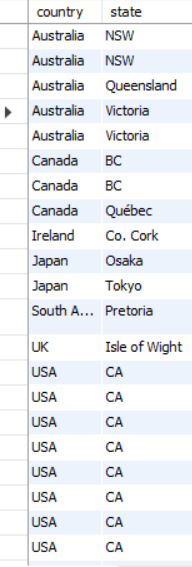 country state
Australia NSW
Australia NSW
Australia Queensland
Australia Victoria
Australia Victoria
Canada BC
Canada BC
Canada Québec
Ireland Co. Cork
Japan Osaka
Japan Tokyo
South A... Pretoria
UK Isle of Wight
USA CA
USA CA
USA CA
USA CA
USA CA
USA CA
USA CA
USA CA